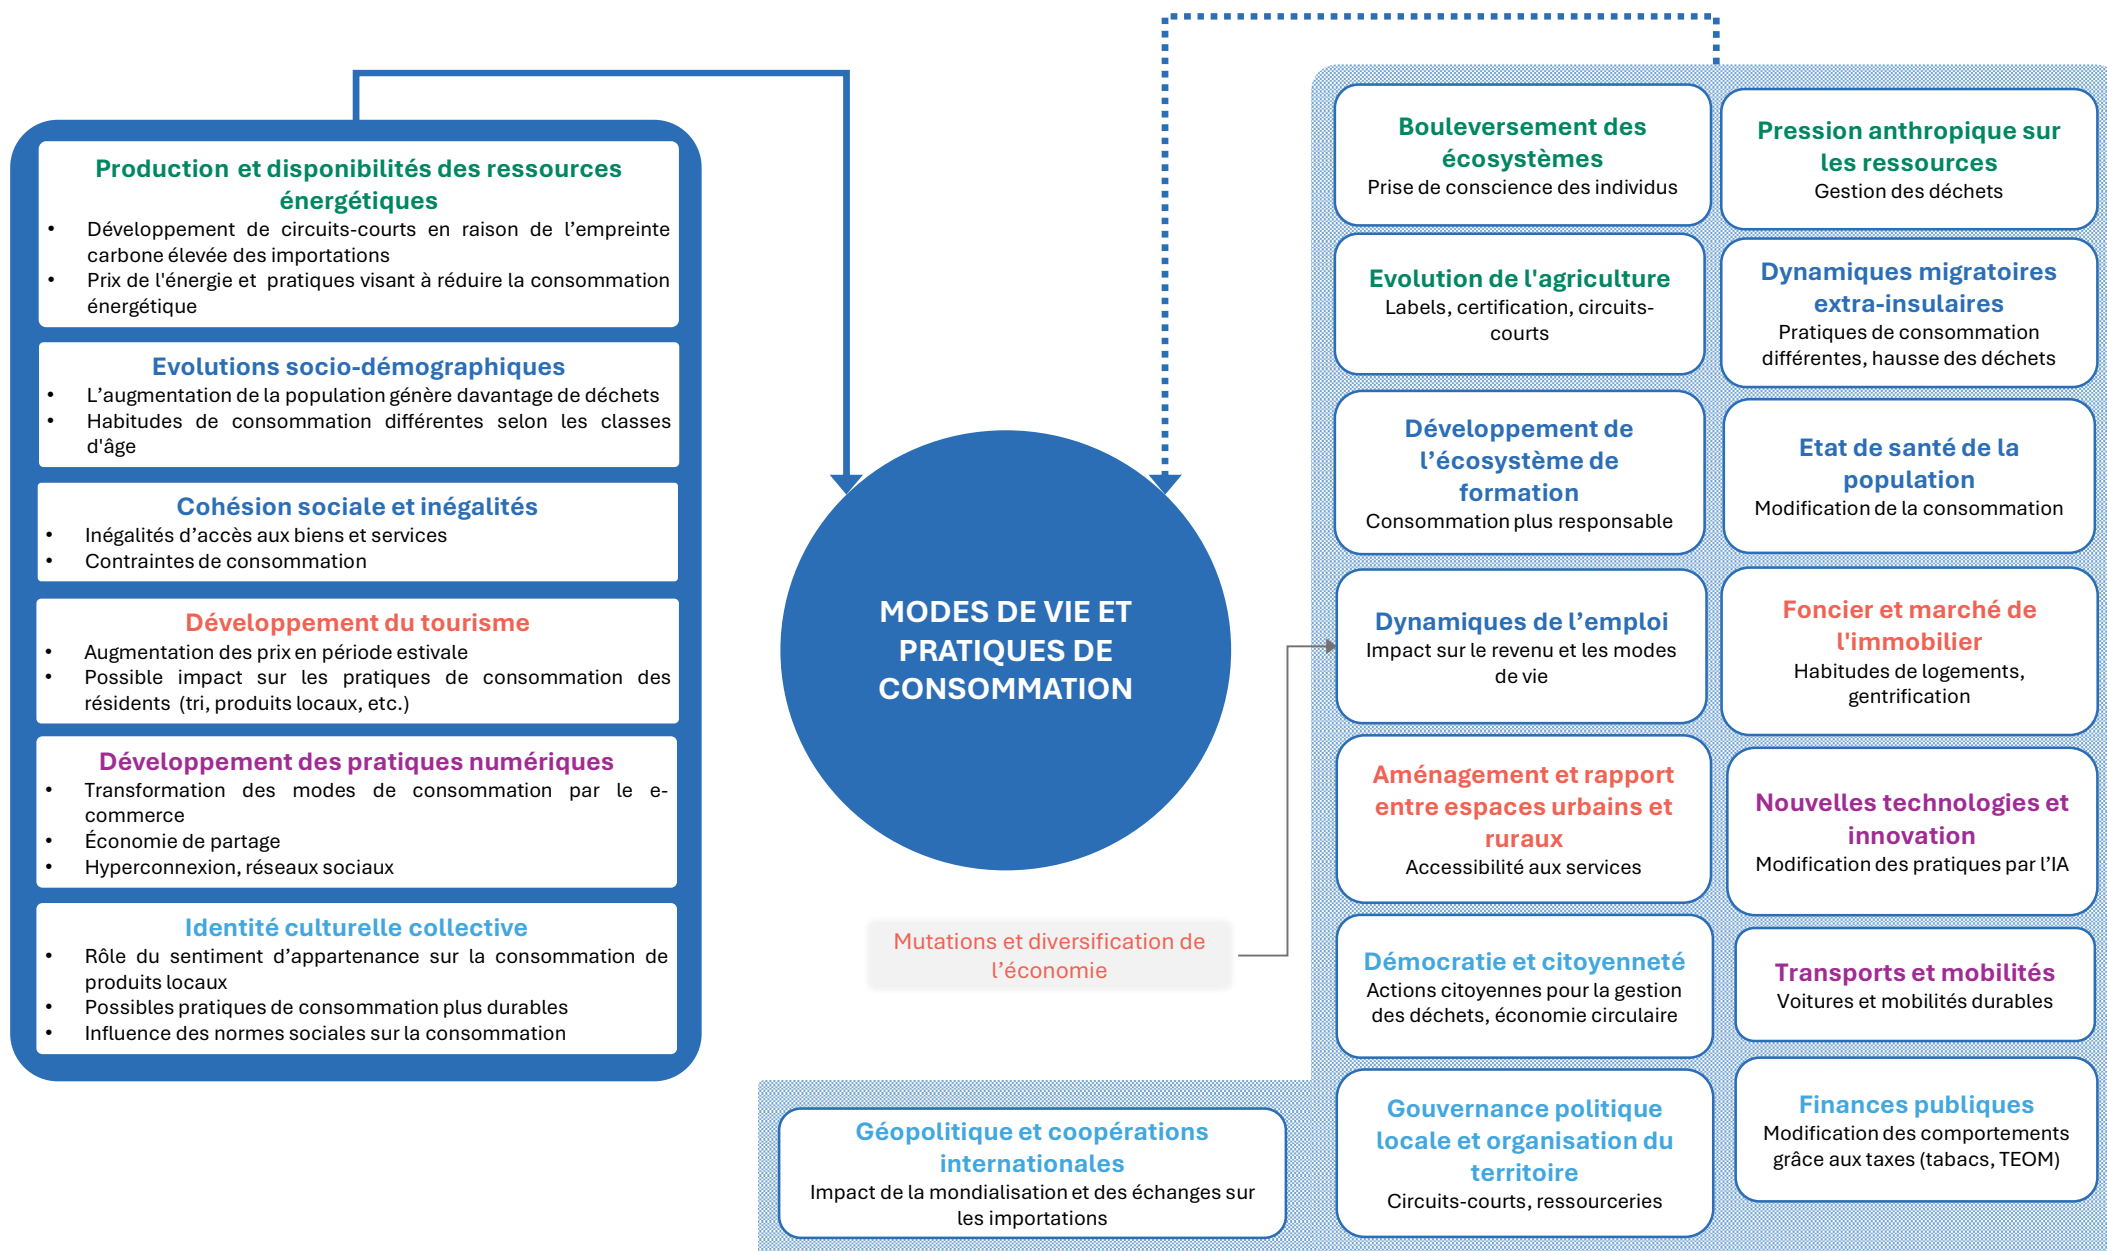 Production et disponibilités des ressources
énergétiques
• Développement de circuits-courts en raison de l’empreinte
carbone élevée des importations
• Prix de l'énergie et pratiques visant à réduire la consommation
énergétique
Evolutions socio-démographiques
• L’augmentation de la population génère davantage de déchets
• Habitudes de consommation différentes selon les classes
d'âge
Cohésion sociale et inégalités
• Inégalités d’accès aux biens et services
• Contraintes de consommation
Développement du tourisme
• Augmentation des prix en période estivale
• Possible impact sur les pratiques de consommation des
résidents (tri, produits locaux, etc.)
Développement des pratiques numériques
• Transformation des modes de consommation par le e-
commerce
• Économie de partage
• Hyperconnexion, réseaux sociaux
Identité culturelle collective
• Rôle du sentiment d’appartenance sur la consommation de
produits locaux
• Possibles pratiques de consommation plus durables
• Influence des normes sociales sur la consommation
MODES DE VIE ET
PRATIQUES DE
CONSOMMATION
Mutations et diversification de
l’économie
Géopolitique et coopérations
internationales
Impact de la mondialisation et des échanges sur
les importations
Bouleversement des
écosystèmes
Prise de conscience des individus
Evolution de l'agriculture
Labels, certification, circuits-
courts
Développement de
l’écosystème de
formation
Consommation plus responsable
Dynamiques de l’emploi
Impact sur le revenu et les modes
de vie
Aménagement et rapport
entre espaces urbains et
ruraux
Accessibilité aux services
Démocratie et citoyenneté
Actions citoyennes pour la gestion
des déchets, économie circulaire
Gouvernance politique
locale et organisation du
territoire
Circuits-courts, ressourceries
Pression anthropique sur
les ressources
Gestion des déchets
Dynamiques migratoires
extra-insulaires
Pratiques de consommation
différentes, hausse des déchets
Etat de santé de la
population
Modification de la consommation
Foncier et marché de
l'immobilier
Habitudes de logements,
gentrification
Nouvelles technologies et
innovation
Modification des pratiques par l’IA
Transports et mobilités
Voitures et mobilités durables
Finances publiques
Modification des comportements
grâce aux taxes (tabacs, TEOM)